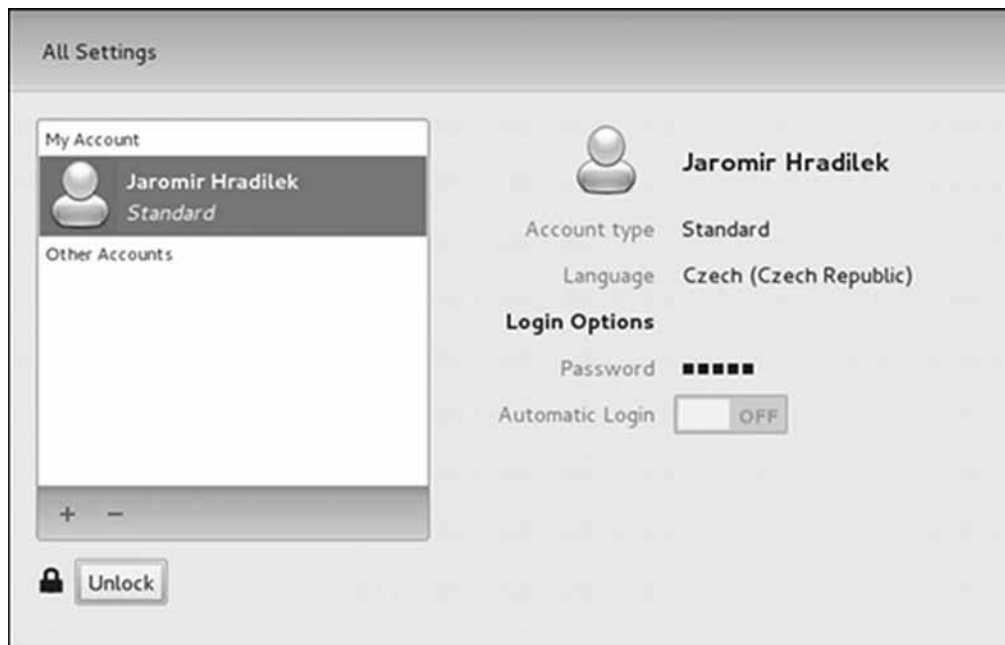 All Settings
My Account
Jaromir Hradilek
Standard
Other Accounts
+ −
Unlock
Jaromir Hradilek
Account type Standard
Language Czech (Czech Republic)
Login Options
Password
Automatic Login OFF